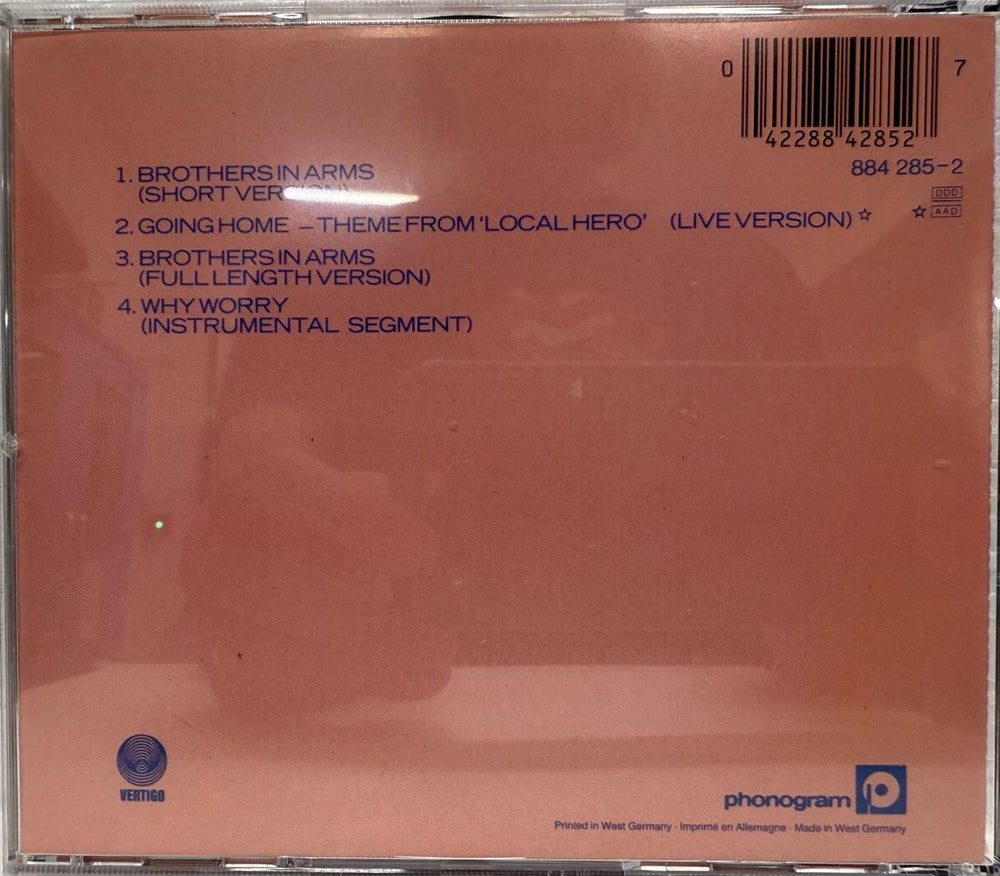 0 42288 42852 7
884 285-2
DDD
☆ AAD
1. BROTHERS IN ARMS
(SHORT VERSION)
2. GOING HOME – THEME FROM 'LOCAL HERO' (LIVE VERSION) ☆
3. BROTHERS IN ARMS
(FULL LENGTH VERSION)
4. WHY WORRY
(INSTRUMENTAL SEGMENT)
VERTIGO
phonogram
Printed in West Germany · Imprimé en Allemagne · Made in West Germany